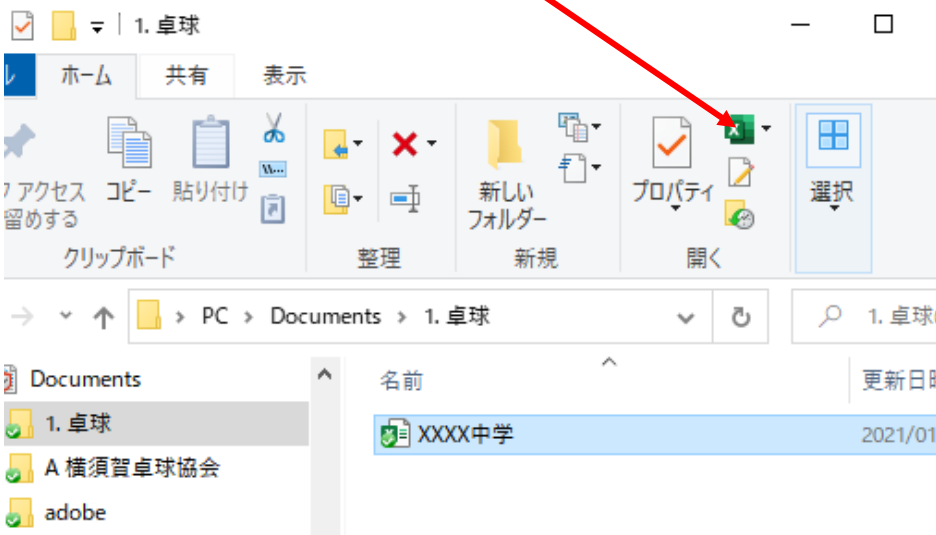 1. 卓球
ル ホーム 共有 表示
アクセス
留めする
コピー
貼り付け
新しい
フォルダー
プロパティ
選択
クリップボード 整理 新規 開く
PC Documents 1. 卓球
1. 卓球
Documents
1. 卓球
A 横須賀卓球協会
adobe
名前 更新日時
XXXX中学 2021/01